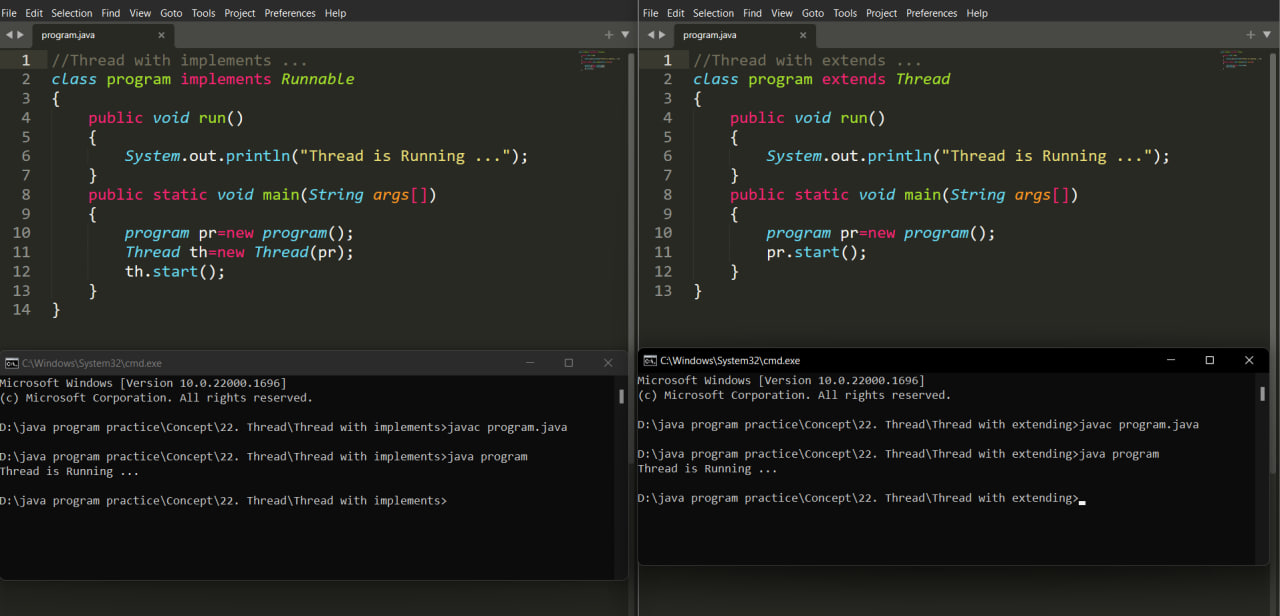 File Edit Selection Find View Goto Tools Project Preferences Help
program.java
1 //Thread with implements ...
2 class program implements Runnable
3 {
4 public void run()
5 {
6 System.out.println("Thread is Running ...");
7 }
8 public static void main(String args[])
9 {
10 program pr=new program();
11 Thread th=new Thread(pr);
12 th.start();
13 }
14 }
C:\Windows\System32\cmd.exe
Microsoft Windows [Version 10.0.22000.1696]
(c) Microsoft Corporation. All rights reserved.
D:\java program practice\Concept\22. Thread\Thread with implements>javac program.java
D:\java program practice\Concept\22. Thread\Thread with implements>java program
Thread is Running ...
D:\java program practice\Concept\22. Thread\Thread with implements>
File Edit Selection Find View Goto Tools Project Preferences Help
program.java
1 //Thread with extends ...
2 class program extends Thread
3 {
4 public void run()
5 {
6 System.out.println("Thread is Running ...");
7 }
8 public static void main(String args[])
9 {
10 program pr=new program();
11 pr.start();
12 }
13 }
C:\Windows\System32\cmd.exe
Microsoft Windows [Version 10.0.22000.1696]
(c) Microsoft Corporation. All rights reserved.
D:\java program practice\Concept\22. Thread\Thread with extending>javac program.java
D:\java program practice\Concept\22. Thread\Thread with extending>java program
Thread is Running ...
D:\java program practice\Concept\22. Thread\Thread with extending>